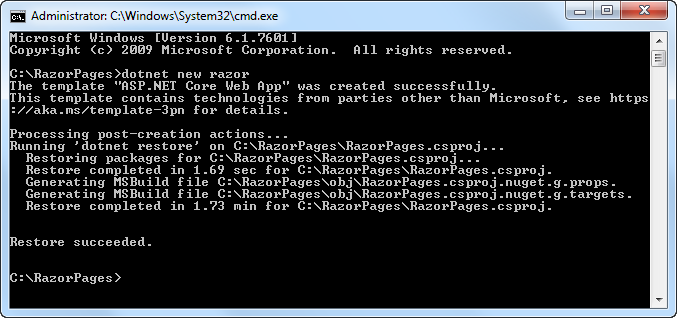 Administrator: C:\Windows\System32\cmd.exe
Microsoft Windows [Version 6.1.7601]
Copyright (c) 2009 Microsoft Corporation.  All rights reserved.
C:\RazorPages>dotnet new razor
The template "ASP.NET Core Web App" was created successfully.
This template contains technologies from parties other than Microsoft, see https
://aka.ms/template-3pn for details.
Processing post-creation actions...
Running 'dotnet restore' on C:\RazorPages\RazorPages.csproj...
  Restoring packages for C:\RazorPages\RazorPages.csproj...
  Restore completed in 1.69 sec for C:\RazorPages\RazorPages.csproj.
  Generating MSBuild file C:\RazorPages\obj\RazorPages.csproj.nuget.g.props.
  Generating MSBuild file C:\RazorPages\obj\RazorPages.csproj.nuget.g.targets.
  Restore completed in 1.73 min for C:\RazorPages\RazorPages.csproj.
Restore succeeded.
C:\RazorPages>